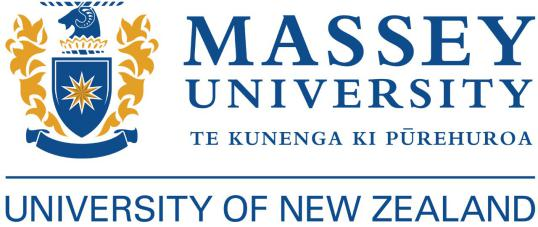 MASSEY
UNIVERSITY
TE KUNENGA KI PŪREHUROA
UNIVERSITY OF NEW ZEALAND